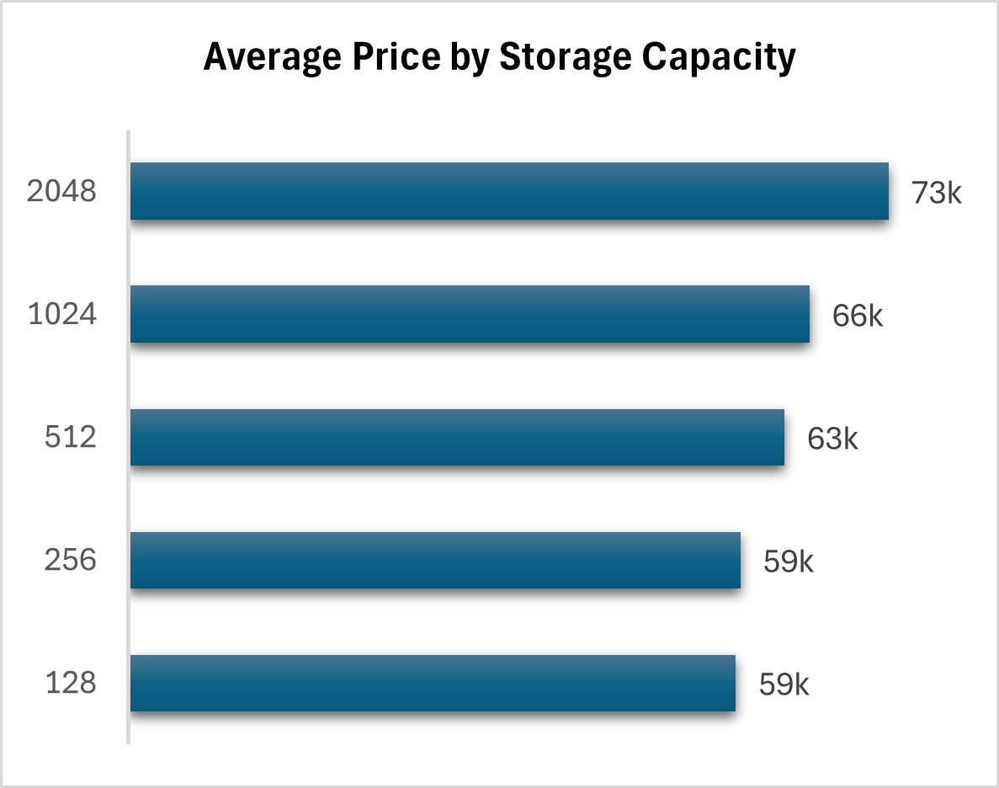 Average Price by Storage Capacity
2048 73k
1024 66k
512 63k
256 59k
128 59k